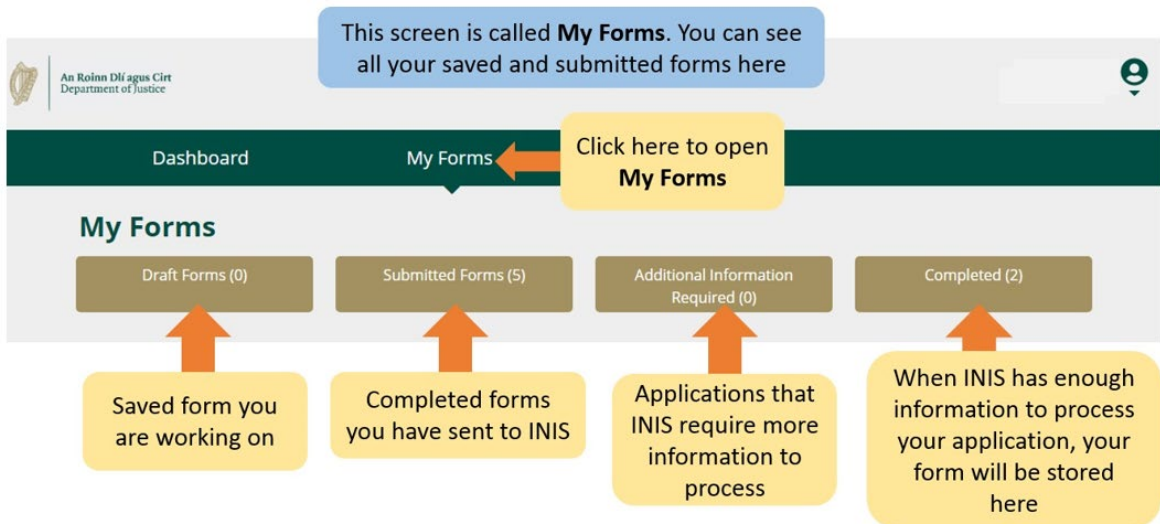 This screen is called My Forms. You can see
all your saved and submitted forms here
An Roinn Dlí agus Cirt
Department of Justice
Dashboard
My Forms
Click here to open
My Forms
My Forms
Draft Forms (0)
Submitted Forms (5)
Additional Information
Required (0)
Completed (2)
Saved form you
are working on
Completed forms
you have sent to INIS
Applications that
INIS require more
information to
process
When INIS has enough
information to process
your application, your
form will be stored
here